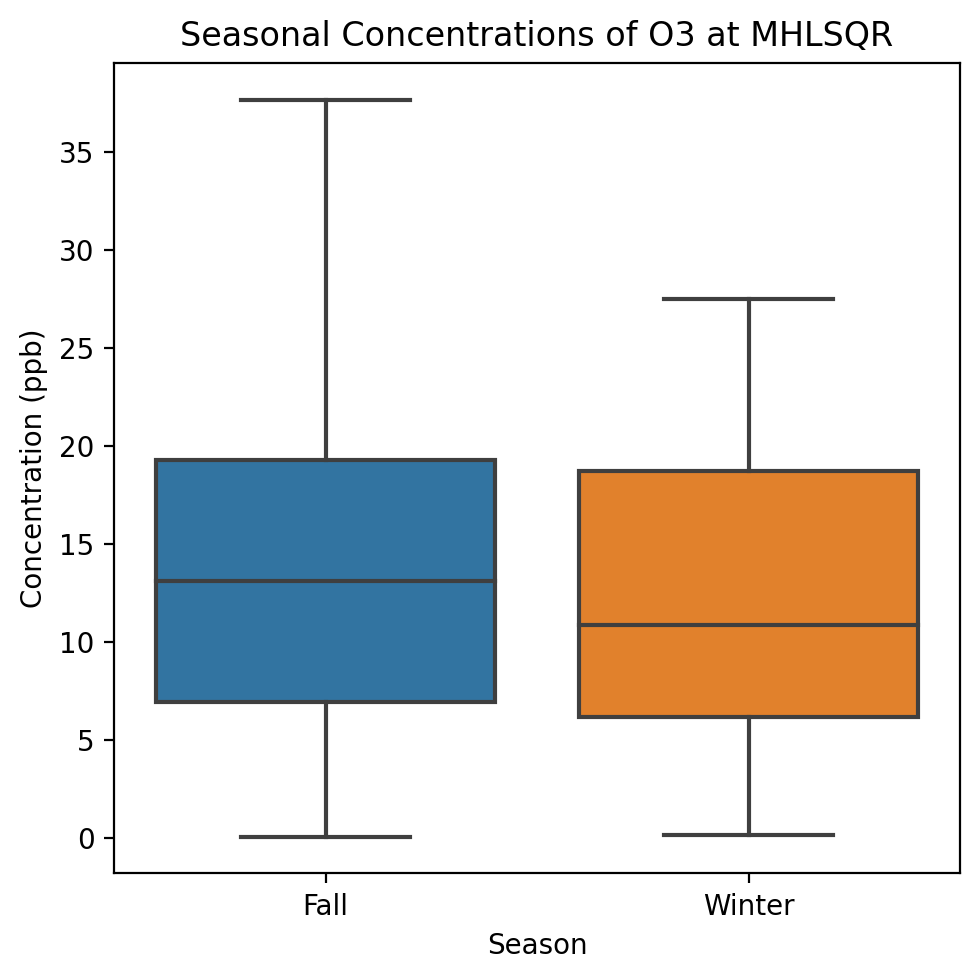 Seasonal Concentrations of O3 at MHLSQR
Concentration (ppb)
35
30
25
20
15
10
5
0
Fall
Winter
Season